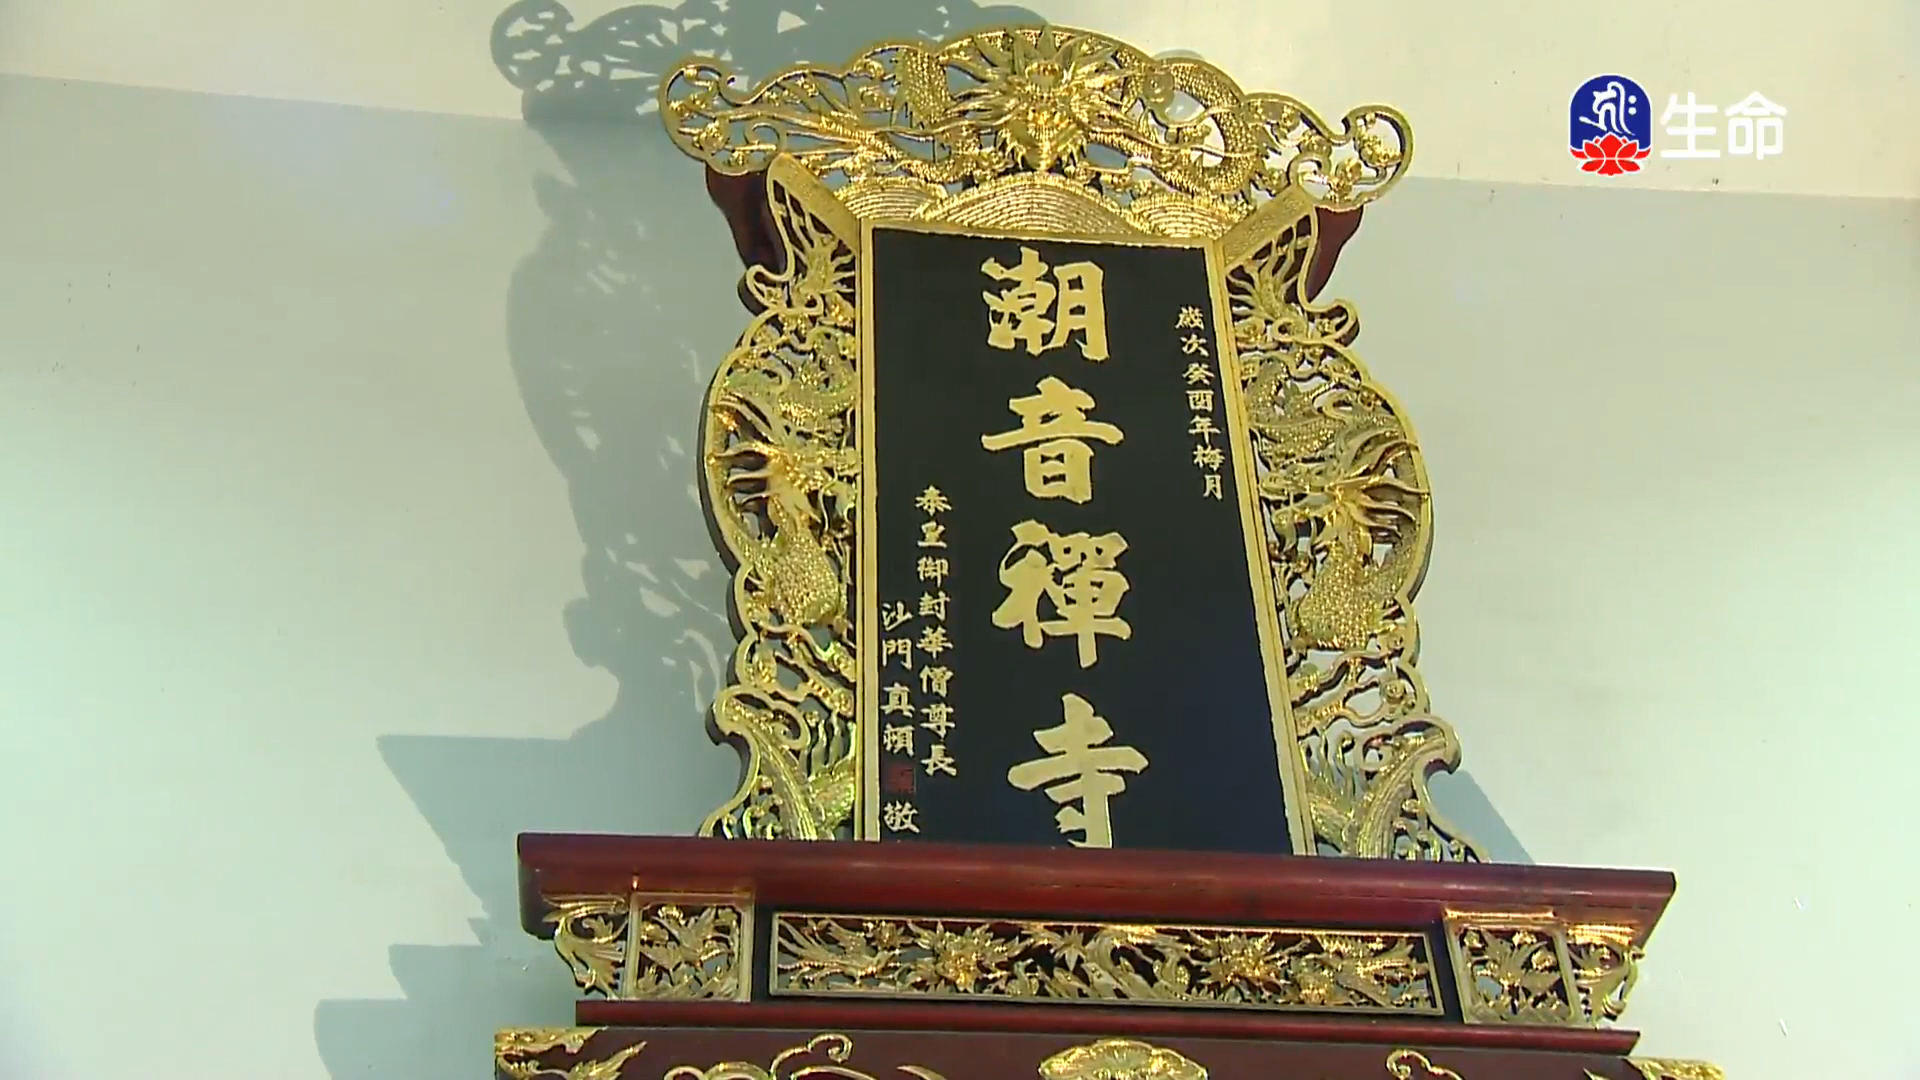 歲次癸酉年梅月
潮音禪寺
泰皇御封華僧尊長
沙門真頓
敬
生命